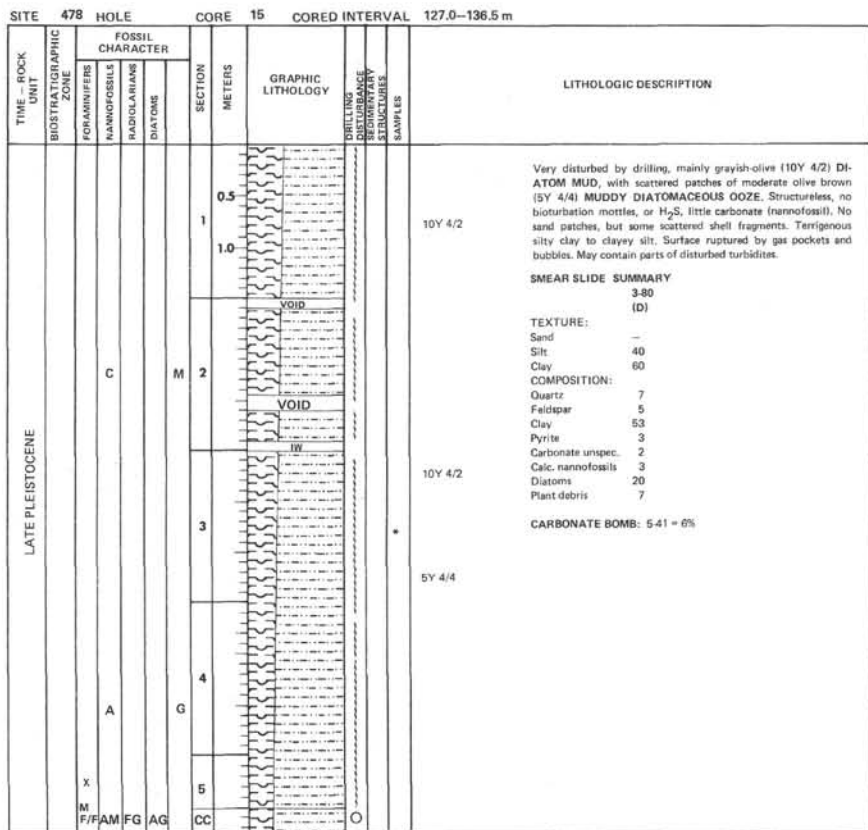 SITE 478 HOLE CORE 15 CORED INTERVAL 127.0–136.5 m
TIME – ROCK UNIT
BIOSTRATIGRAPHIC ZONE
FOSSIL CHARACTER
FORAMINIFERS
NANNOFOSSILS
RADIOLARIANS
DIATOMS
SECTION
METERS
GRAPHIC LITHOLOGY
DRILLING DISTURBANCE
SEDIMENTARY STRUCTURES
SAMPLES
LITHOLOGIC DESCRIPTION
LATE PLEISTOCENE
0.5
1
1.0
VOID
C M 2
VOID
IW
3
*
4
A G
X
5
M
F/F AM FG AG CC
10Y 4/2
10Y 4/2
5Y 4/4
Very disturbed by drilling, mainly grayish-olive (10Y 4/2) DI-
ATOM MUD, with scattered patches of moderate olive brown
(5Y 4/4) MUDDY DIATOMACEOUS OOZE. Structureless, no
bioturbation mottles, or H2S, little carbonate (nannofossil). No
sand patches, but some scattered shell fragments. Terrigenous
silty clay to clayey silt. Surface ruptured by gas pockets and
bubbles. May contain parts of disturbed turbidites.
SMEAR SLIDE SUMMARY
3-80
(D)
TEXTURE:
Sand –
Silt 40
Clay 60
COMPOSITION:
Quartz 7
Feldspar 5
Clay 53
Pyrite 3
Carbonate unspec. 2
Calc. nannofossils 3
Diatoms 20
Plant debris 7
CARBONATE BOMB: 5-41 = 6%